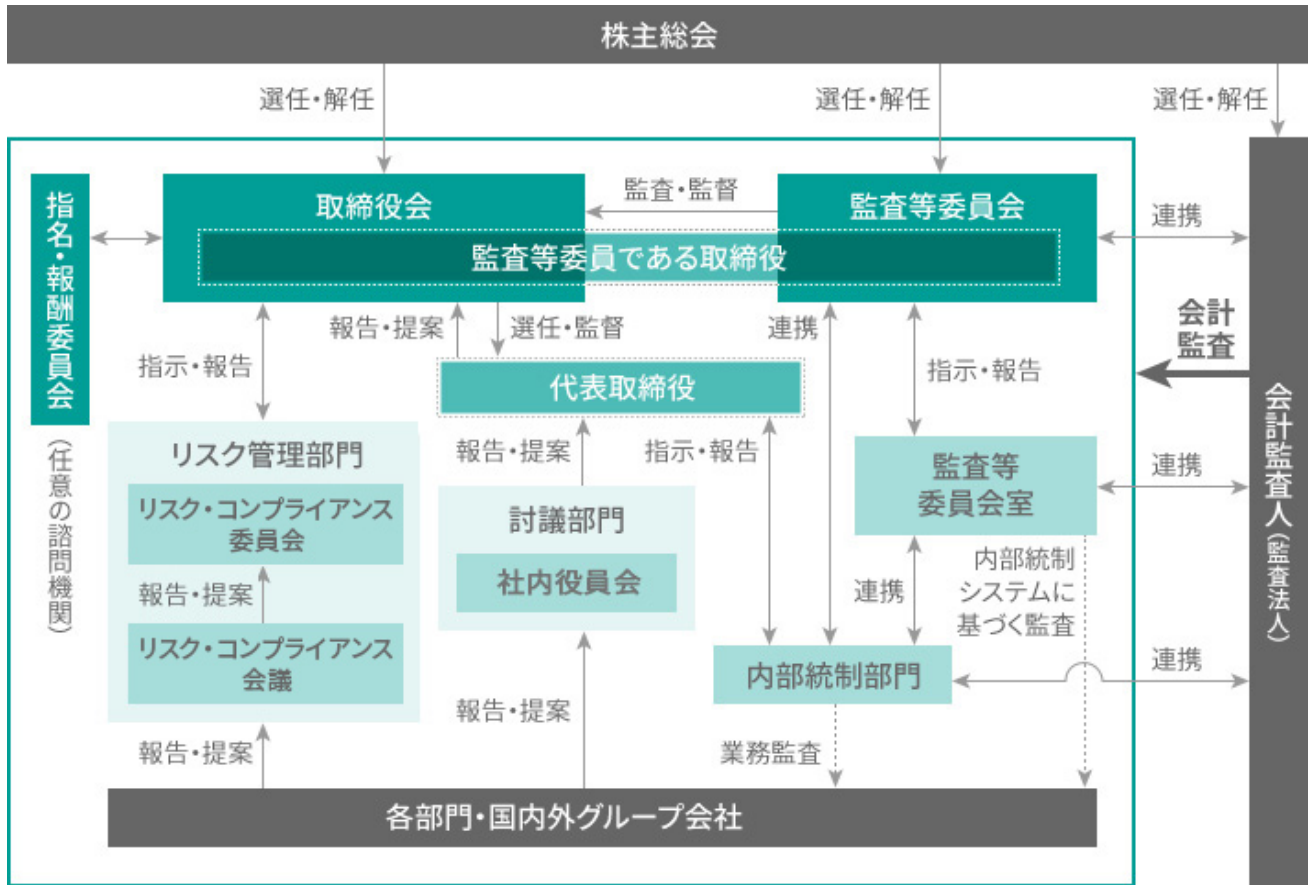 株主総会
選任・解任
選任・解任
選任・解任
指名・報酬委員会
（任意の諮問機関）
取締役会
監査・監督
監査等委員会
監査等委員である取締役
連携
報告・提案
選任・監督
連携
会計
監査
指示・報告
指示・報告
代表取締役
会計監査人（監査法人）
リスク管理部門
報告・提案
指示・報告
監査等
委員会室
連携
リスク・コンプライアンス
委員会
討議部門
社内役員会
報告・提案
連携
内部統制
システムに
基づく監査
リスク・コンプライアンス
会議
内部統制部門
連携
報告・提案
報告・提案
業務監査
各部門・国内外グループ会社